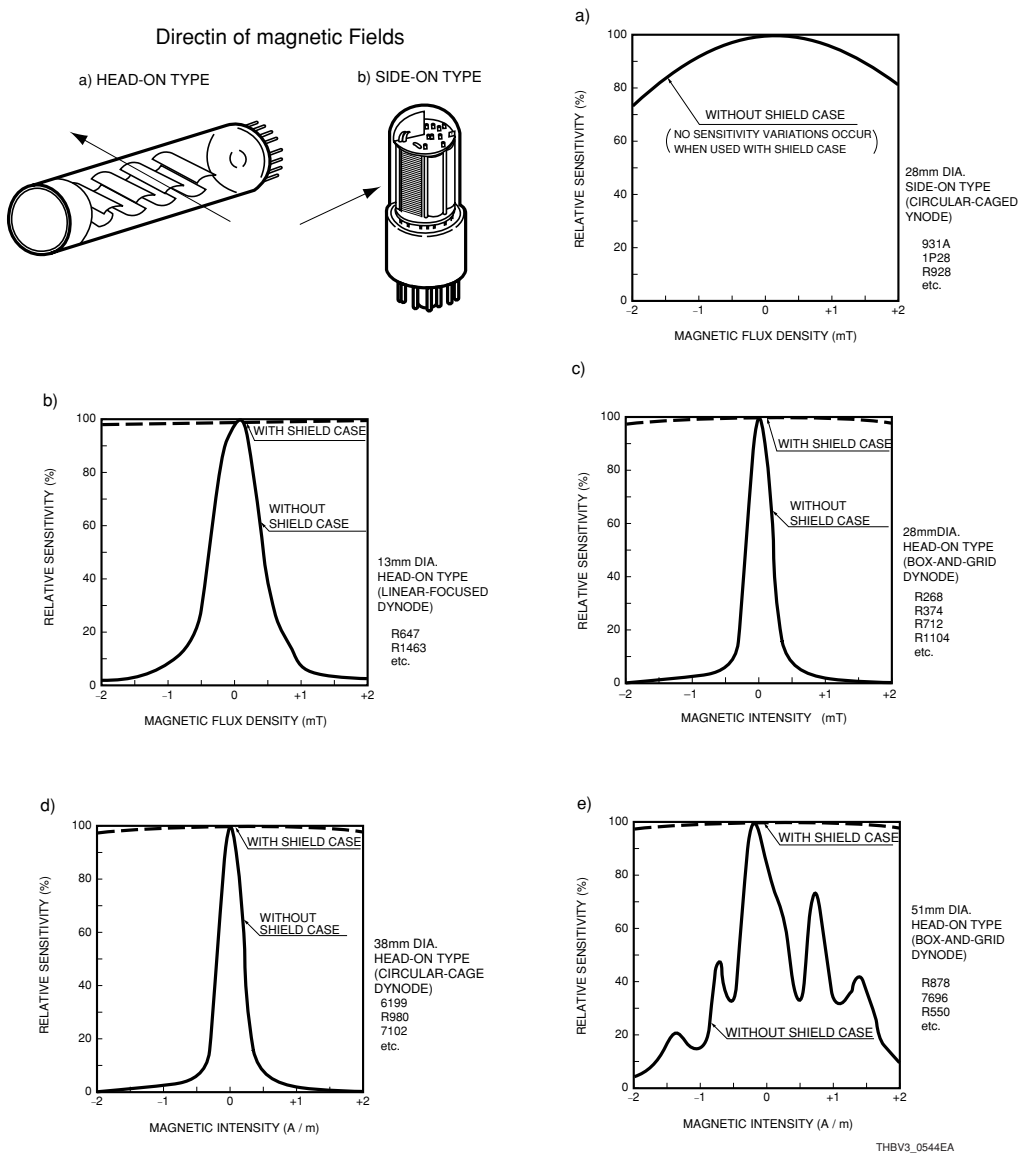 Directin of magnetic Fields
a) HEAD-ON TYPE
b) SIDE-ON TYPE
a)
RELATIVE SENSITIVITY (%)
100
80
60
40
20
0
WITHOUT SHIELD CASE
(NO SENSITIVITY VARIATIONS OCCUR
WHEN USED WITH SHIELD CASE)
−2
−1
0
+1
+2
MAGNETIC FLUX DENSITY (mT)
28mm DIA.
SIDE-ON TYPE
(CIRCULAR-CAGED
YNODE)
931A
1P28
R928
etc.
b)
RELATIVE SENSITIVITY (%)
100
80
60
40
20
0
WITH SHIELD CASE
WITHOUT
SHIELD CASE
−2
−1
0
+1
+2
MAGNETIC FLUX DENSITY (mT)
13mm DIA.
HEAD-ON TYPE
(LINEAR-FOCUSED
DYNODE)
R647
R1463
etc.
c)
RELATIVE SENSITIVITY (%)
100
80
60
40
20
0
WITH SHIELD CASE
WITHOUT
SHIELD CASE
−2
−1
0
+1
+2
MAGNETIC INTENSITY (mT)
28mmDIA.
HEAD-ON TYPE
(BOX-AND-GRID
DYNODE)
R268
R374
R712
R1104
etc.
d)
RELATIVE SENSITIVITY (%)
100
80
60
40
20
0
WITH SHIELD CASE
WITHOUT
SHIELD CASE
−2
−1
0
+1
+2
MAGNETIC INTENSITY (A / m)
38mm DIA.
HEAD-ON TYPE
(CIRCULAR-CAGE
DYNODE)
6199
R980
7102
etc.
e)
RELATIVE SENSITIVITY (%)
100
80
60
40
20
0
WITH SHIELD CASE
WITHOUT SHIELD CASE
−2
−1
0
+1
+2
MAGNETIC INTENSITY (A / m)
51mm DIA.
HEAD-ON TYPE
(BOX-AND-GRID
DYNODE)
R878
7696
R550
etc.
THBV3_0544EA